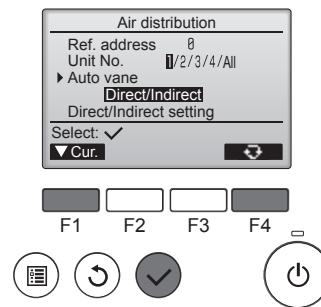 Air distribution
Ref. address 0
Unit No. 1/2/3/4/All
Auto vane
Direct/Indirect
Direct/Indirect setting
Select:
Cur.
F1 F2 F3 F4